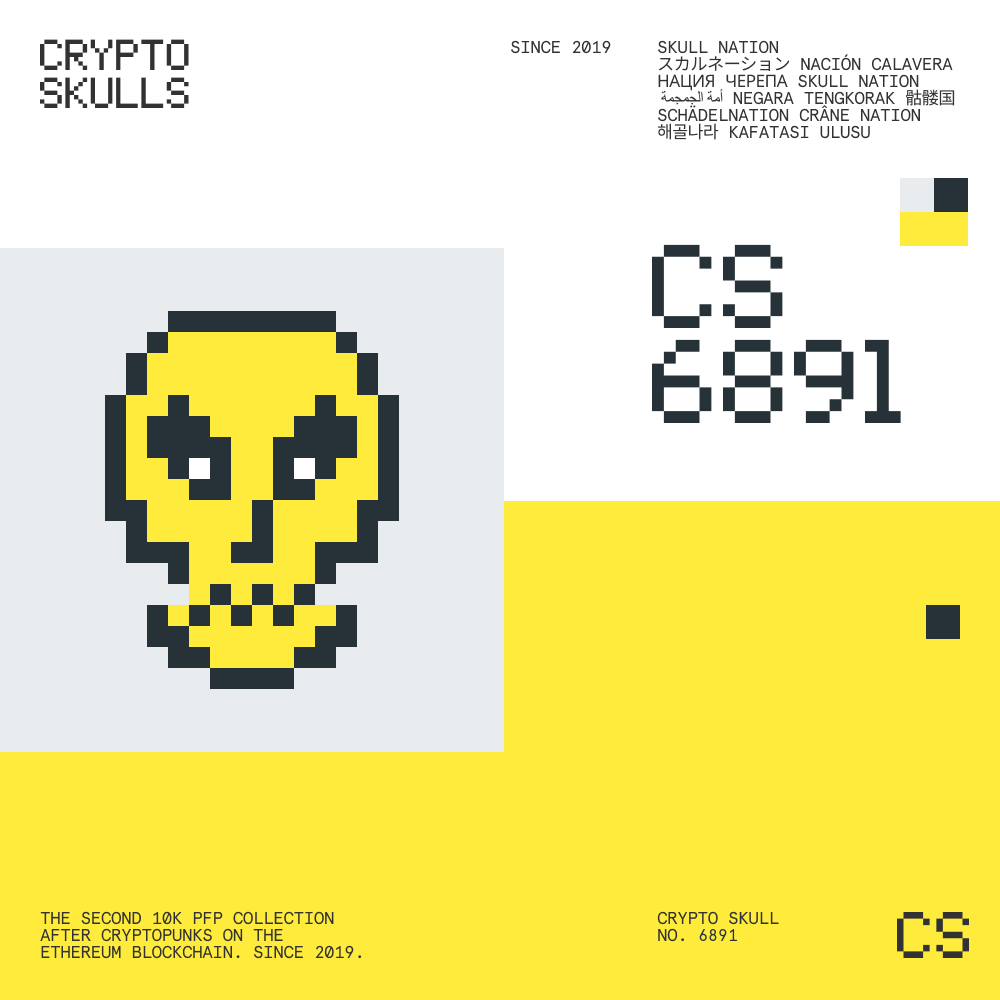 CRYPTO
SKULLS
SINCE 2019
SKULL NATION
スカルネーション NACIÓN CALAVERA
НАЦИЯ ЧЕРЕПА SKULL NATION
أمة الجمجمة NEGARA TENGKORAK 骷髅国
SCHÄDELNATION CRÂNE NATION
해골나라 KAFATASI ULUSU
CS
6891
THE SECOND 10K PFP COLLECTION
AFTER CRYPTOPUNKS ON THE
ETHEREUM BLOCKCHAIN. SINCE 2019.
CRYPTO SKULL
NO. 6891
CS